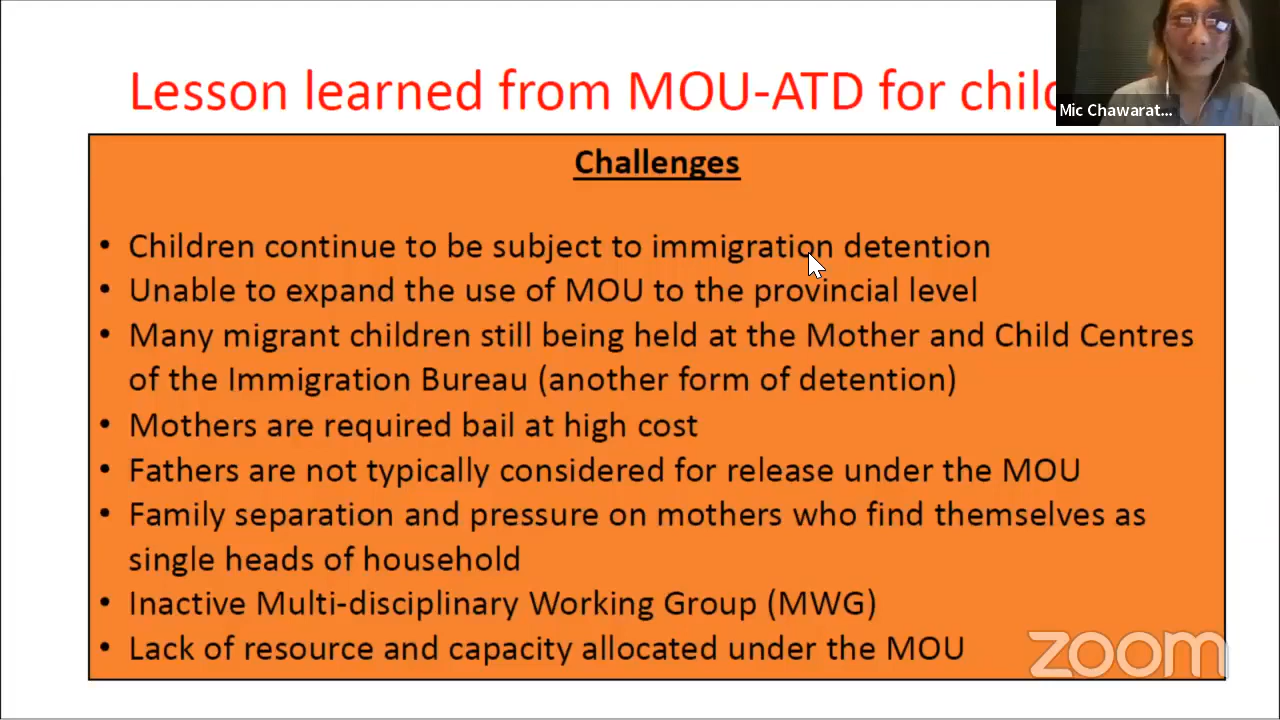 Lesson learned from MOU-ATD for chil
Mic Chawarat...
Challenges
• Children continue to be subject to immigration detention
• Unable to expand the use of MOU to the provincial level
• Many migrant children still being held at the Mother and Child Centres
of the Immigration Bureau (another form of detention)
• Mothers are required bail at high cost
• Fathers are not typically considered for release under the MOU
• Family separation and pressure on mothers who find themselves as
single heads of household
• Inactive Multi-disciplinary Working Group (MWG)
• Lack of resource and capacity allocated under the MOU
zoom